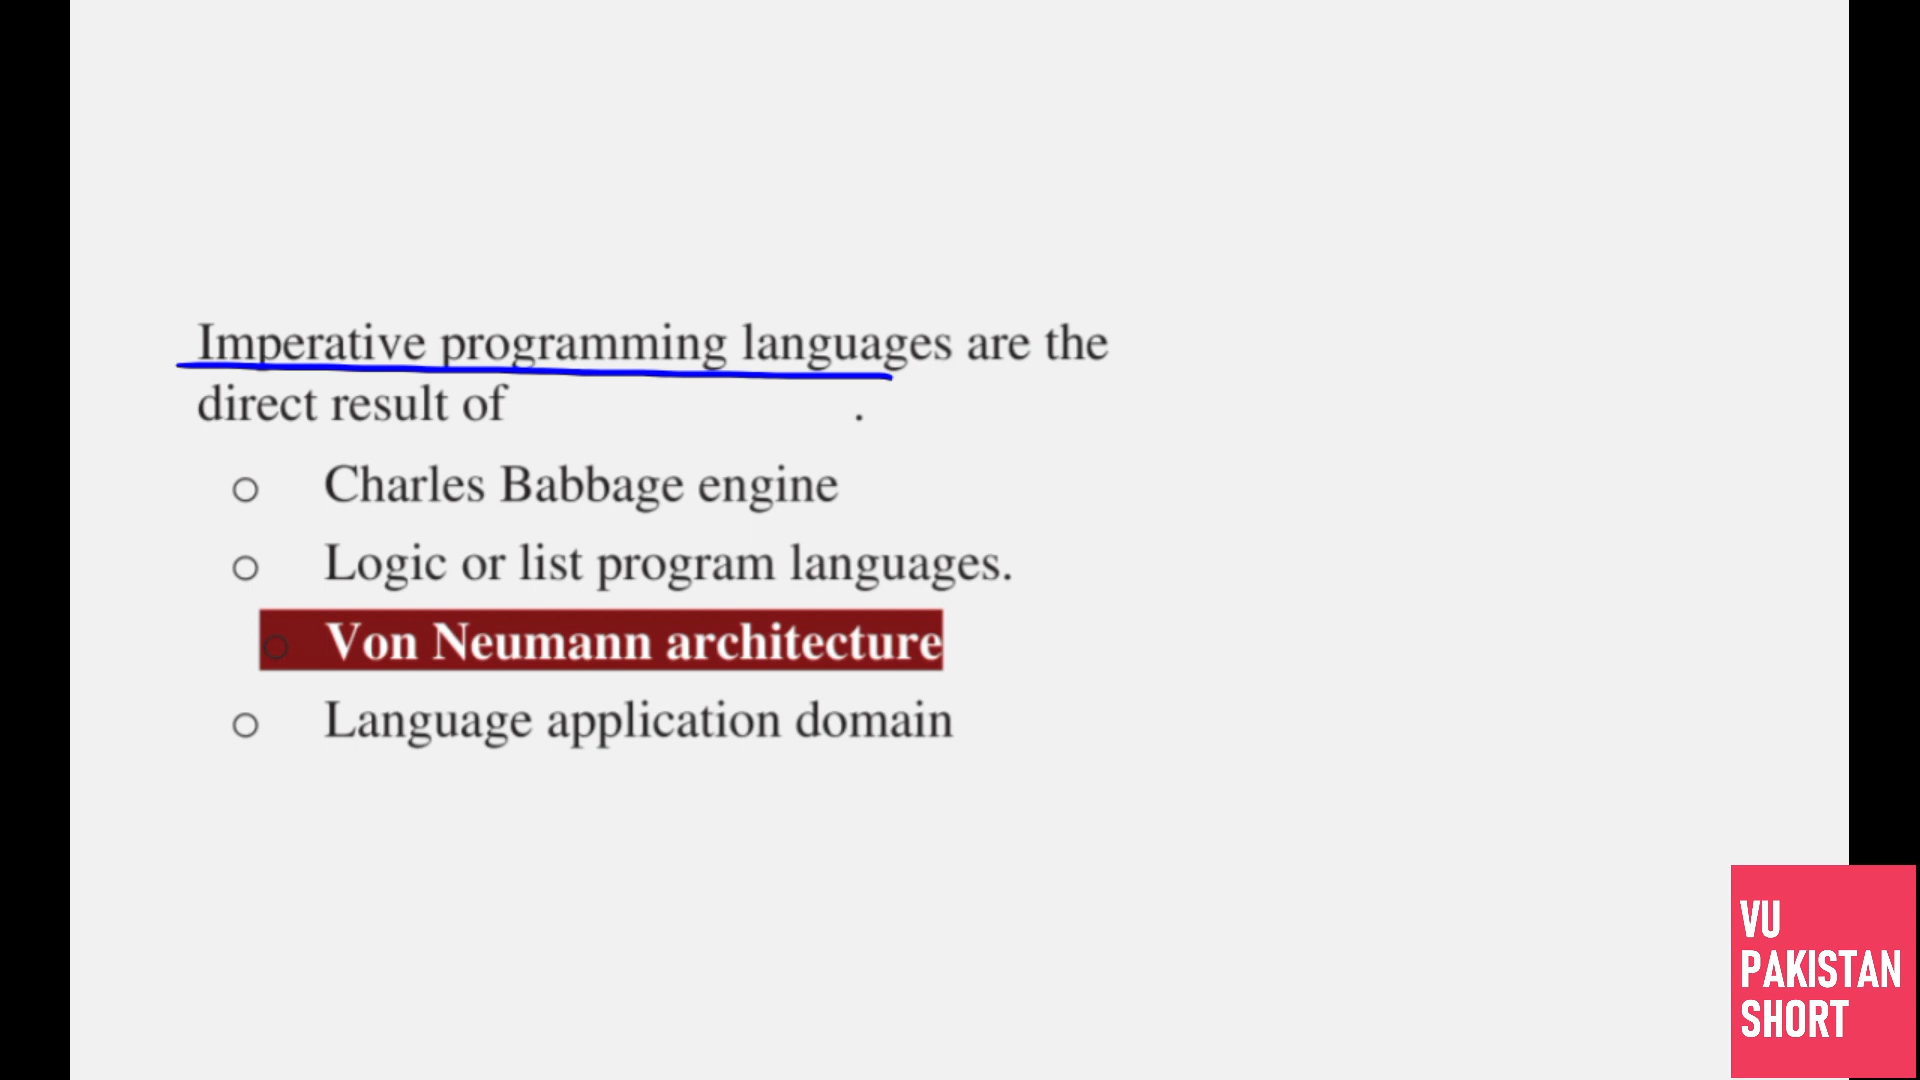 Imperative programming languages are the
direct result of .
Charles Babbage engine
Logic or list program languages.
Von Neumann architecture
Language application domain
VU
PAKISTAN
SHORT